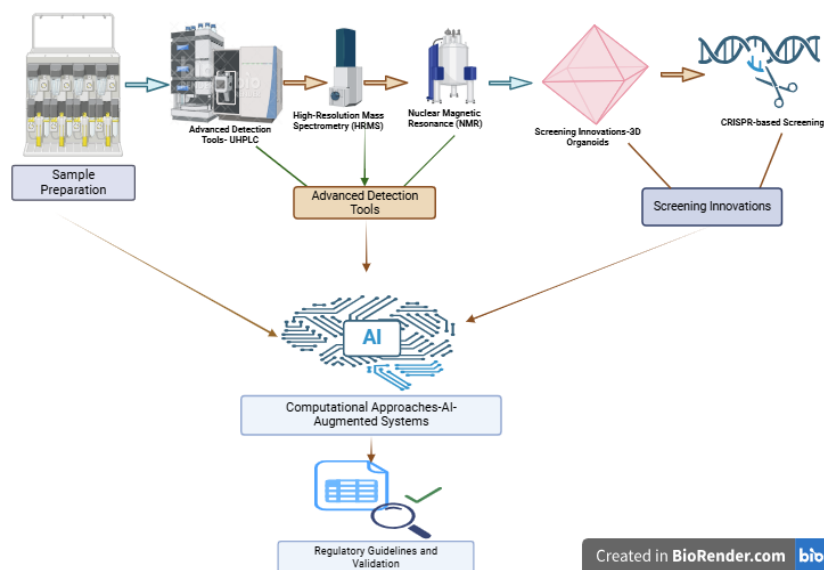 Advanced Detection
Tools- UHPLC
High-Resolution Mass
Spectrometry (HRMS)
Nuclear Magnetic
Resonance (NMR)
Screening Innovations-3D
Organoids
CRISPR-based Screening
Sample
Preparation
Advanced Detection
Tools
Screening Innovations
AI
Computational Approaches-AI-
Augmented Systems
Regulatory Guidelines and
Validation
Created in BioRender.com
bio